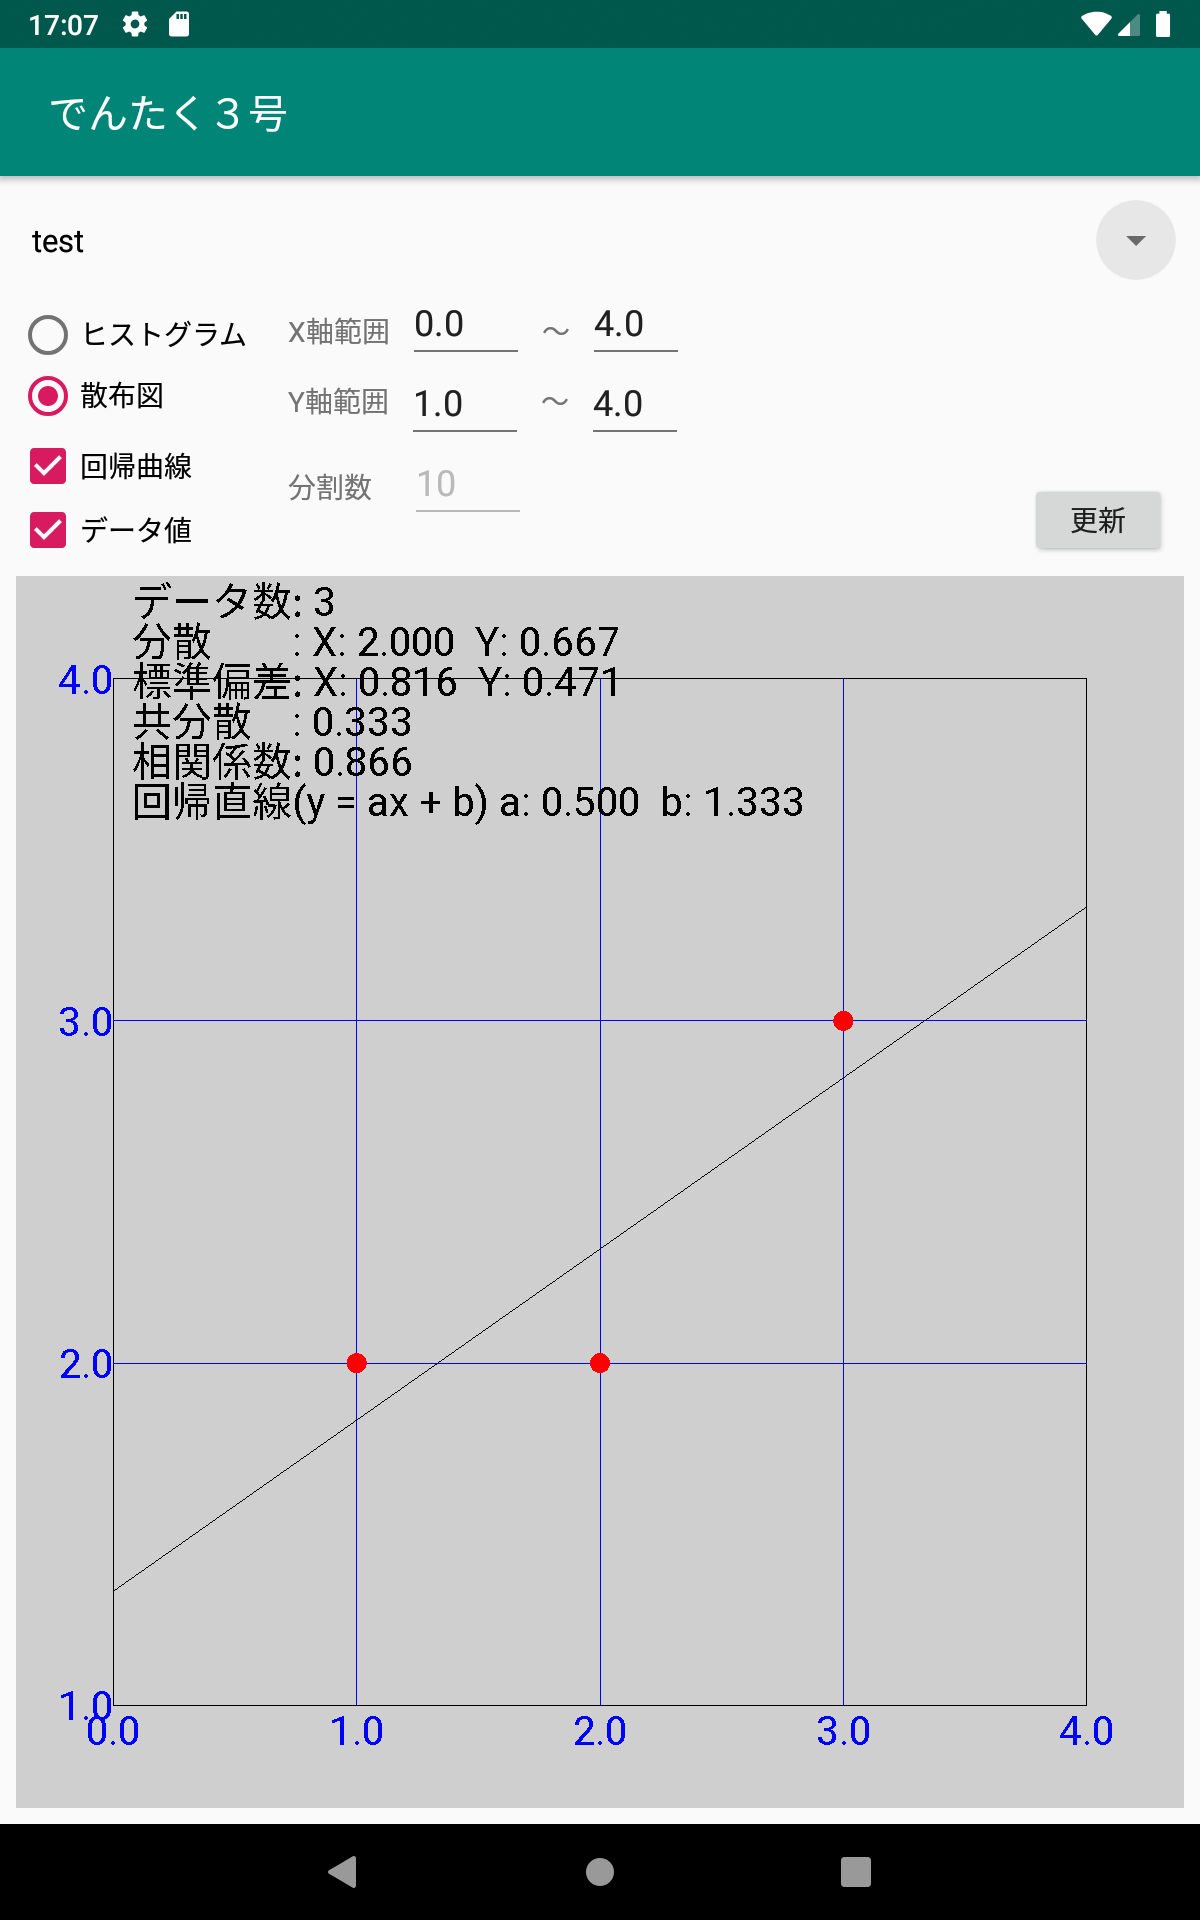 17:07
でんたく３号
test
ヒストグラム X軸範囲 0.0 ～ 4.0
散布図 Y軸範囲 1.0 ～ 4.0
回帰曲線 分割数 10
データ値 更新
データ数: 3
分散 : X: 2.000 Y: 0.667
標準偏差: X: 0.816 Y: 0.471
共分散 : 0.333
相関係数: 0.866
回帰直線(y = ax + b) a: 0.500 b: 1.333
4.0
3.0
2.0
1.0
0.0 1.0 2.0 3.0 4.0